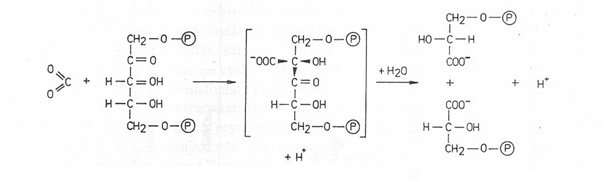 O
C
O
+
CH₂—O—Ⓟ
C=O
H—C=OH
H—C—OH
CH₂—O—Ⓟ
CH₂—O—Ⓟ
⁻OOC—C—OH
C=O
H—C—OH
CH₂—O—Ⓟ
+ H⁺
+H₂O
CH₂—O—Ⓟ
HO—C—H
COO⁻
+ + H⁺
COO⁻
H—C—OH
CH₂—O—Ⓟ